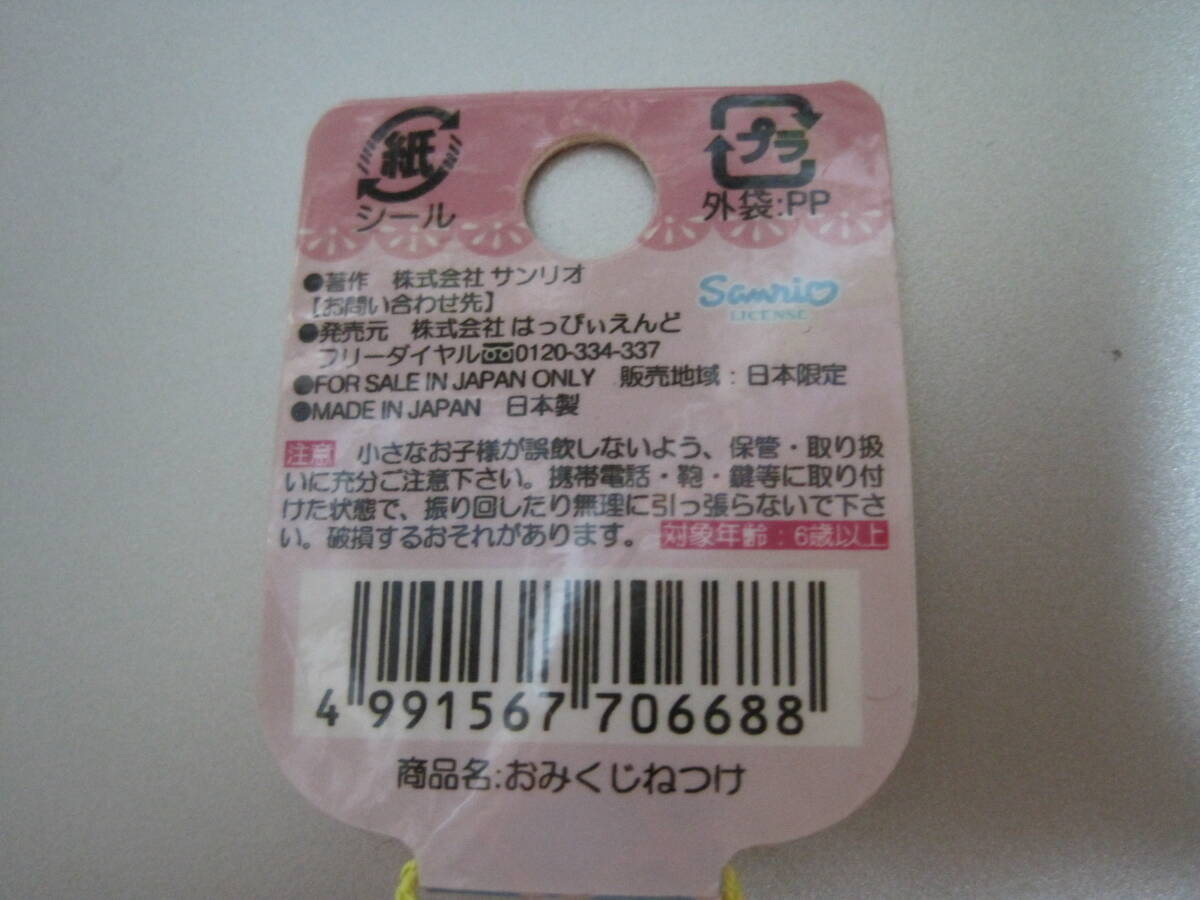 紙
シール
プラ
外袋:PP
●著作 株式会社 サンリオ
【お問い合わせ先】
Sanrio
LICENSE
●発売元 株式会社 はっぴぃえんど
フリーダイヤル 0120-334-337
●FOR SALE IN JAPAN ONLY 販売地域:日本限定
●MADE IN JAPAN 日本製
注意 小さなお子様が誤飲しないよう、保管・取り扱
いに充分ご注意下さい。携帯電話・鞄・鍵等に取り付
けた状態で、振り回したり無理に引っ張らないで下さ
い。破損するおそれがあります。 対象年齢:6歳以上
4 991567 706688
商品名:おみくじねつけ